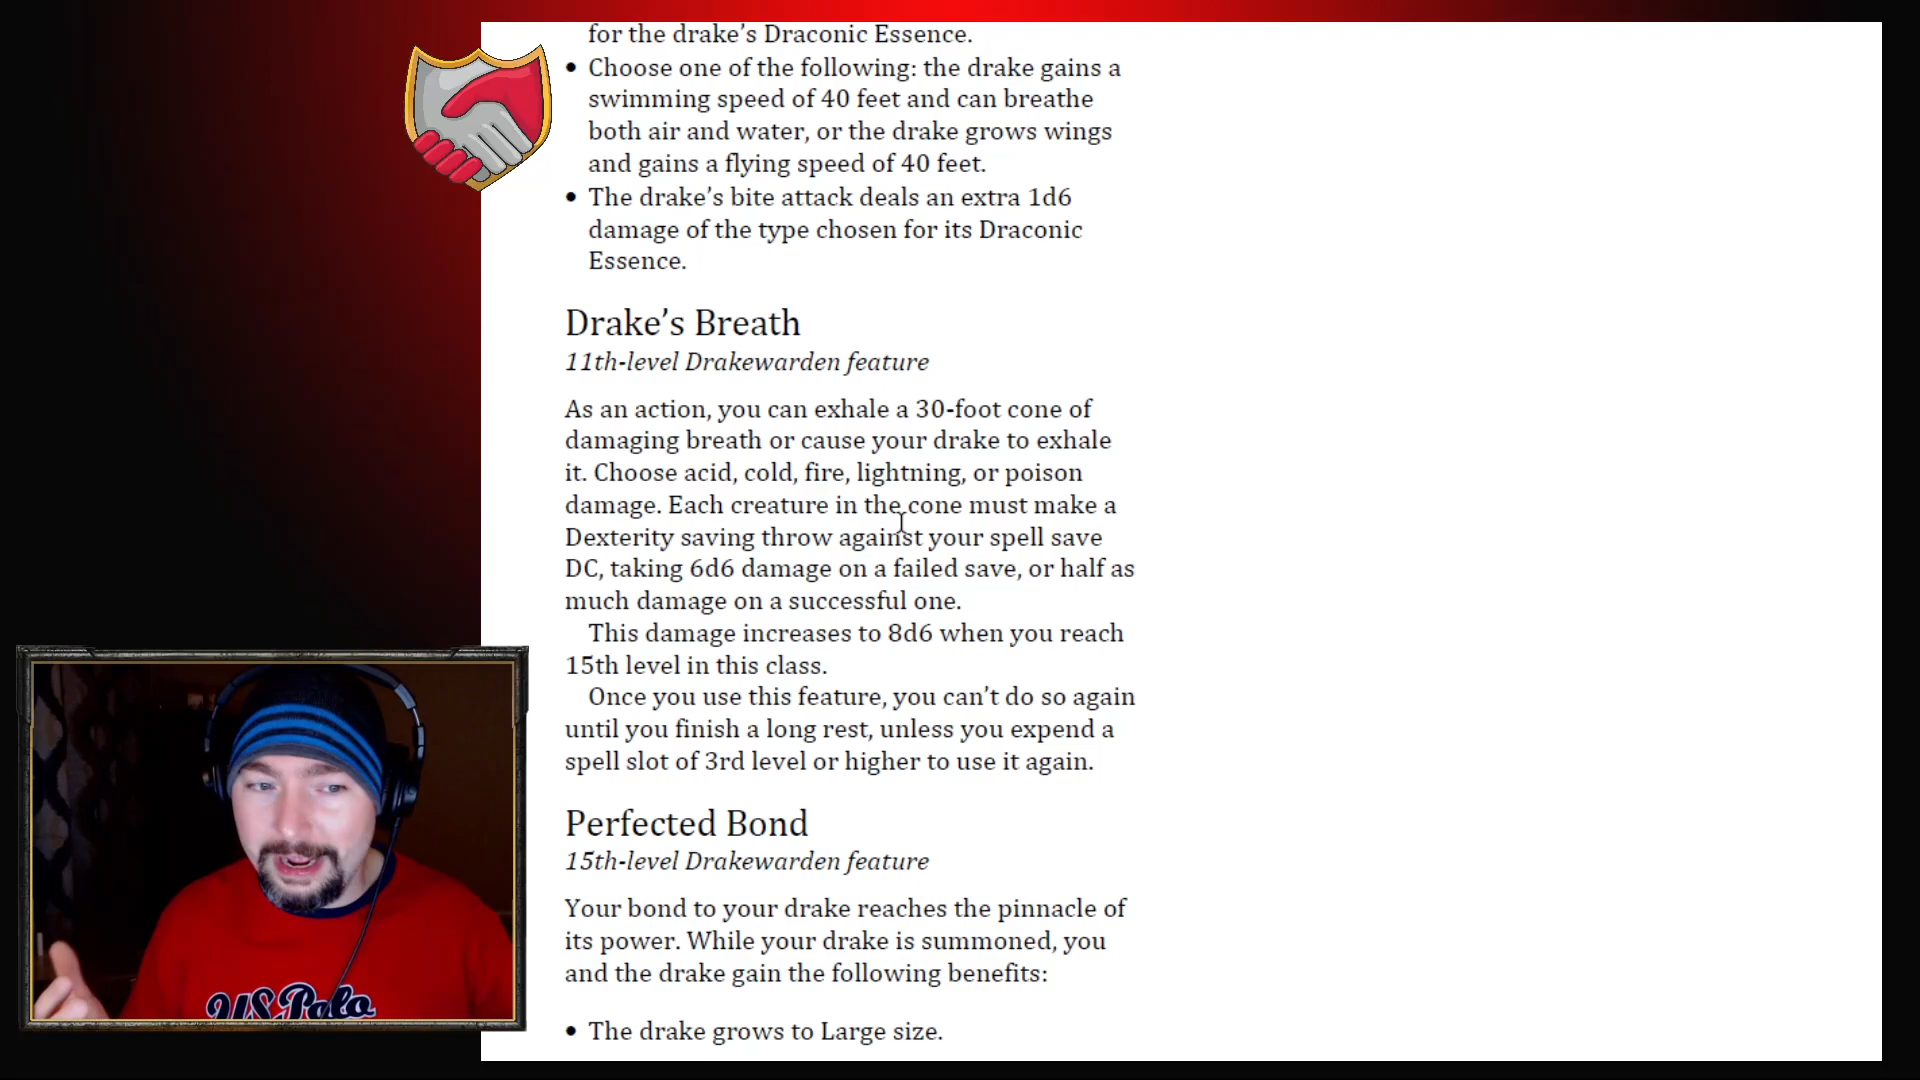 for the drake’s Draconic Essence.
• Choose one of the following: the drake gains a
swimming speed of 40 feet and can breathe
both air and water, or the drake grows wings
and gains a flying speed of 40 feet.
• The drake’s bite attack deals an extra 1d6
damage of the type chosen for its Draconic
Essence.
Drake’s Breath
11th-level Drakewarden feature
As an action, you can exhale a 30-foot cone of
damaging breath or cause your drake to exhale
it. Choose acid, cold, fire, lightning, or poison
damage. Each creature in the cone must make a
Dexterity saving throw against your spell save
DC, taking 6d6 damage on a failed save, or half as
much damage on a successful one.
This damage increases to 8d6 when you reach
15th level in this class.
Once you use this feature, you can’t do so again
until you finish a long rest, unless you expend a
spell slot of 3rd level or higher to use it again.
Perfected Bond
15th-level Drakewarden feature
Your bond to your drake reaches the pinnacle of
its power. While your drake is summoned, you
and the drake gain the following benefits:
• The drake grows to Large size.
US Polo